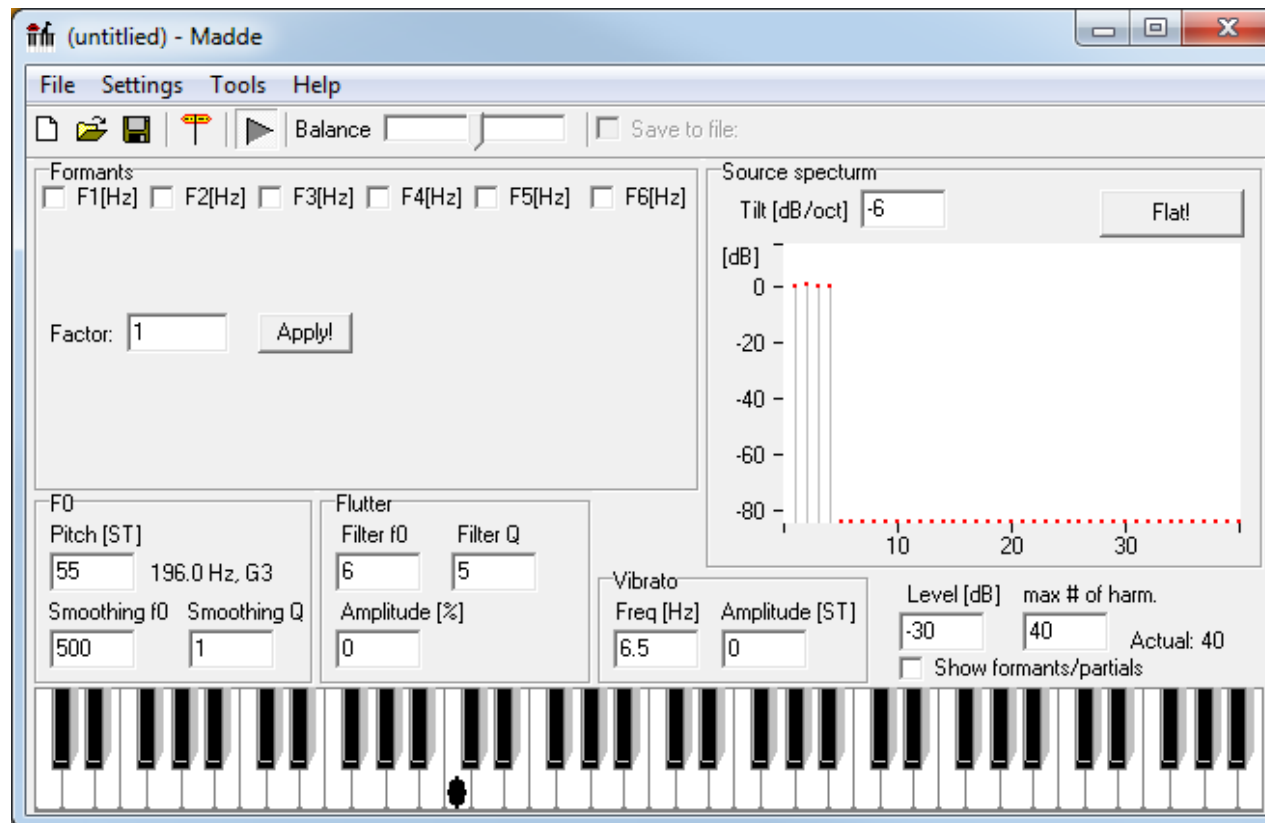 (untitlied) - Madde
File Settings Tools Help
Balance Save to file:
Formants
F1[Hz] F2[Hz] F3[Hz] F4[Hz] F5[Hz] F6[Hz]
Factor: 1 Apply!
Source specturm
Tilt [dB/oct] -6 Flat!
[dB]
0
-20
-40
-60
-80
10 20 30
F0
Pitch [ST]
55 196.0 Hz, G3
Smoothing f0 Smoothing Q
500 1
Flutter
Filter f0 Filter Q
6 5
Amplitude [%]
0
Vibrato
Freq [Hz] Amplitude [ST]
6.5 0
Level [dB] max # of harm.
-30 40 Actual: 40
Show formants/partials